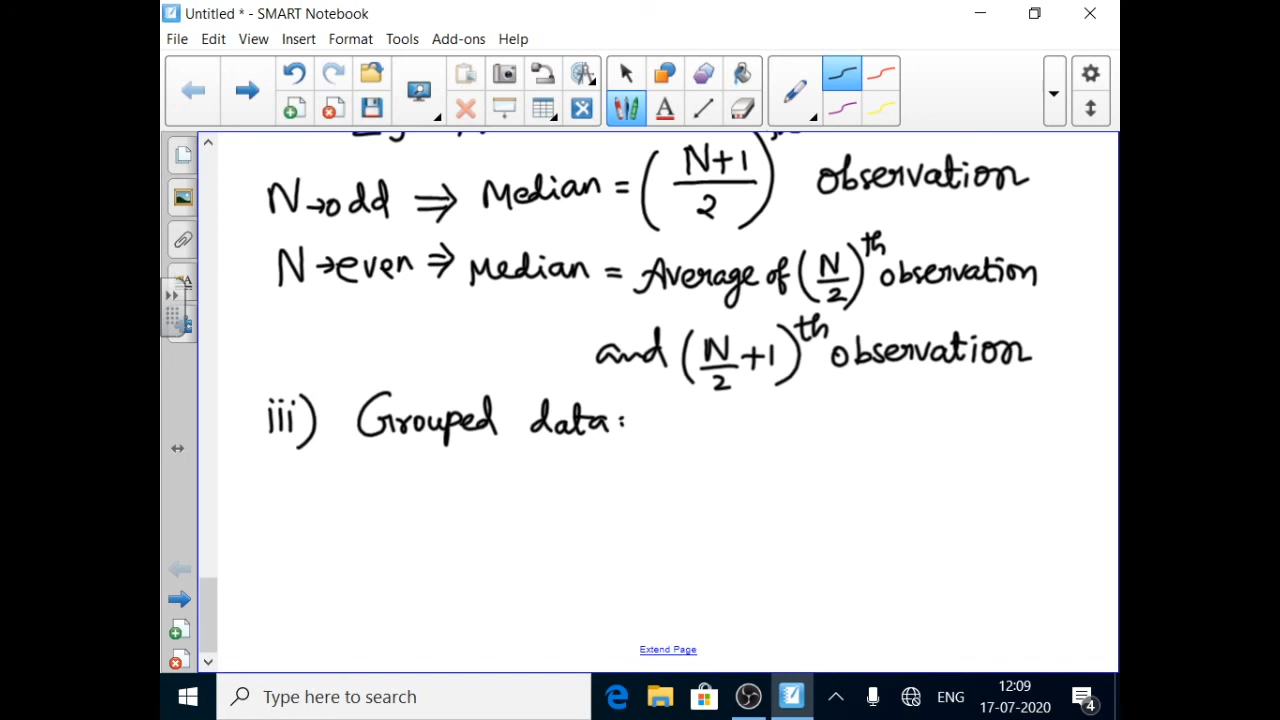 Untitled * - SMART Notebook
File Edit View Insert Format Tools Add-ons Help
N→odd ⇒ Median = (N+1/2) observation
N→even ⇒ Median = Average of (N/2)th observation
and (N/2 +1)th observation
iii) Grouped data:
Extend Page
Type here to search
ENG
12:09
17-07-2020
4